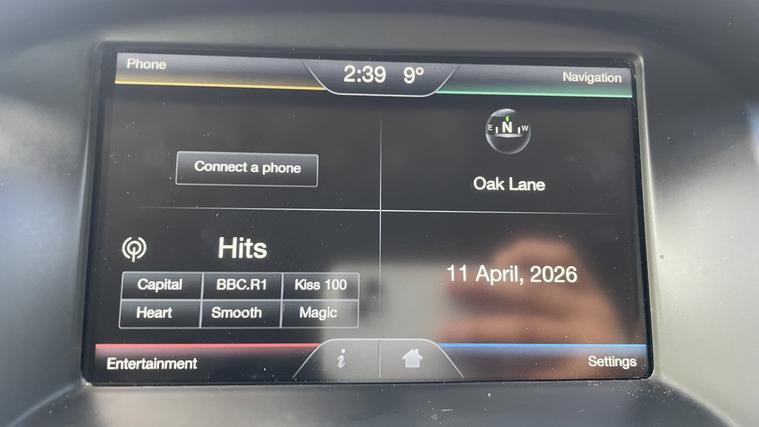 Phone
2:39 9°
Navigation
E N W
Connect a phone
Oak Lane
Hits
Capital BBC.R1 Kiss 100
Heart Smooth Magic
11 April, 2026
Entertainment
i
Settings